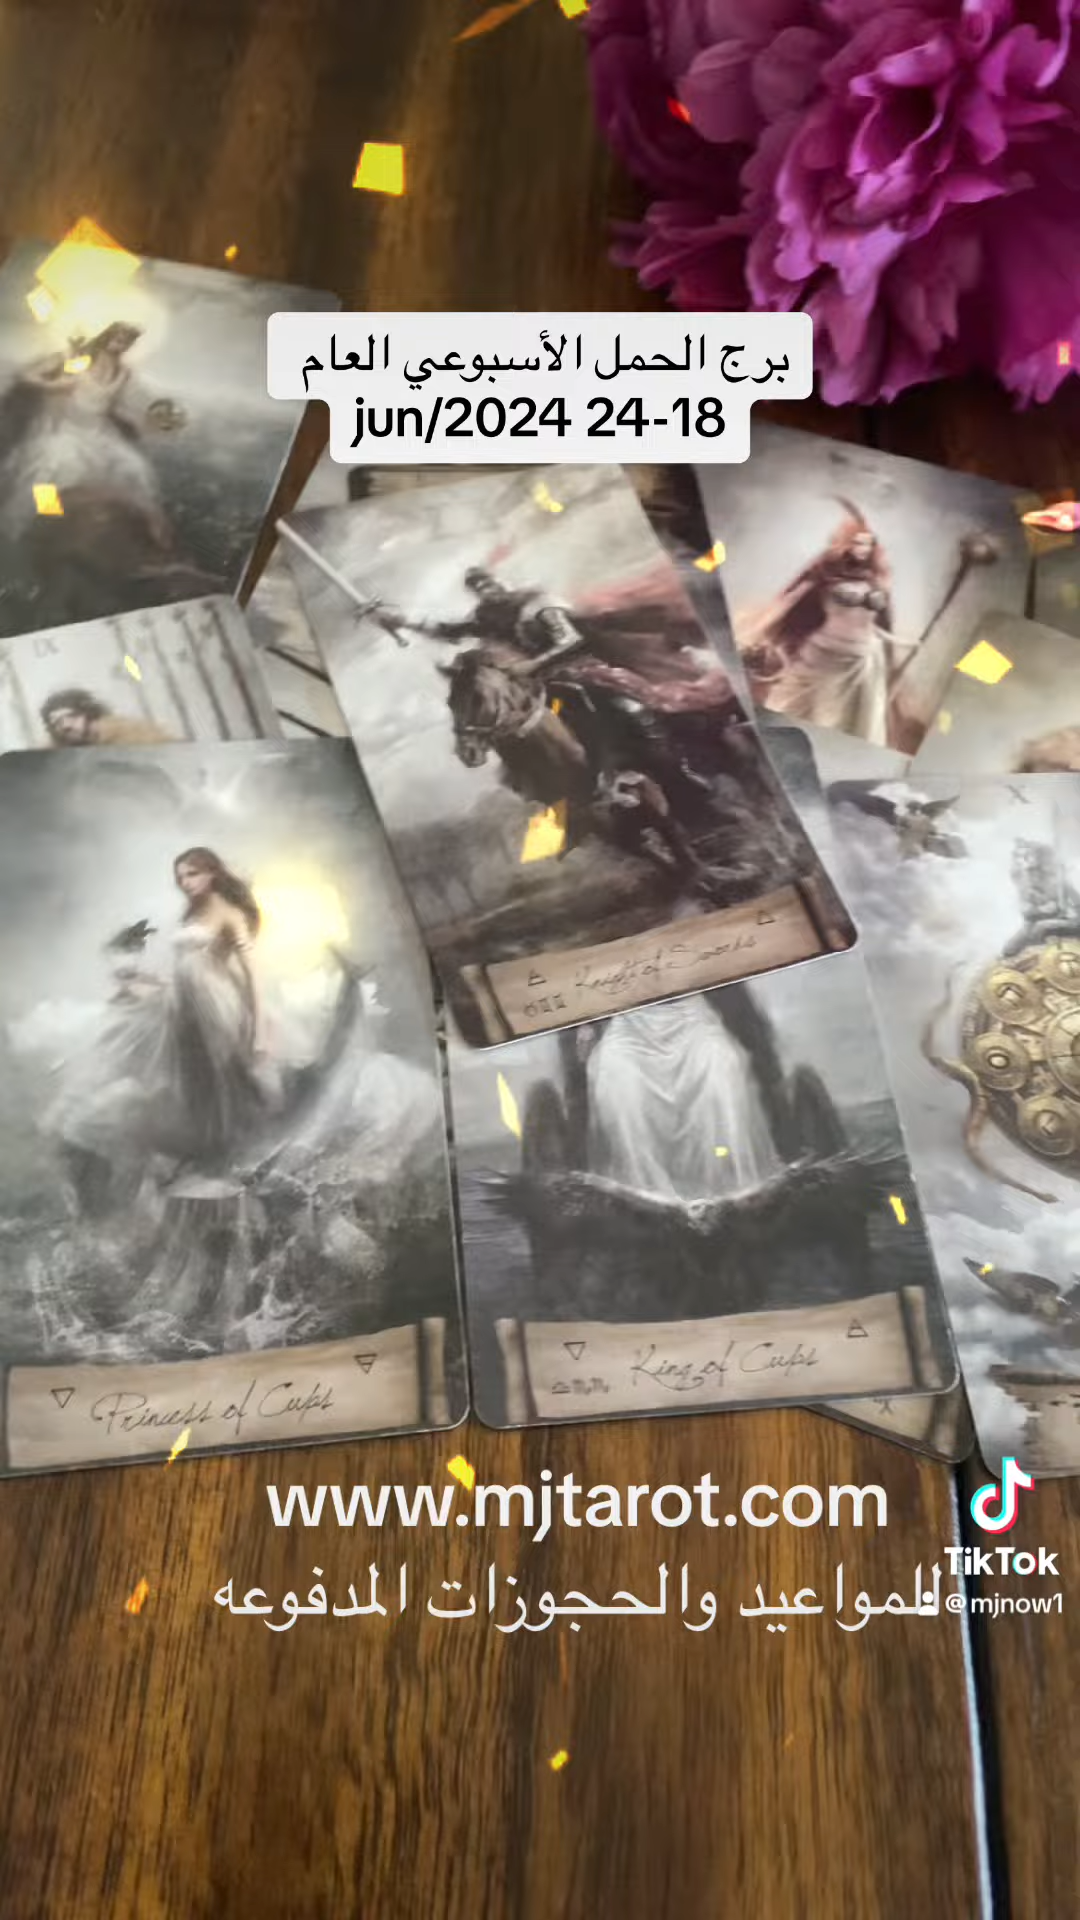 برج الحمل الأسبوعي العام
jun/2024 24-18
IX
X
Knight of Swords
King of Cups
Princess of Cups
www.mjtarot.com
للمواعيد والحجوزات المدفوعه
TikTok
@mjnow1